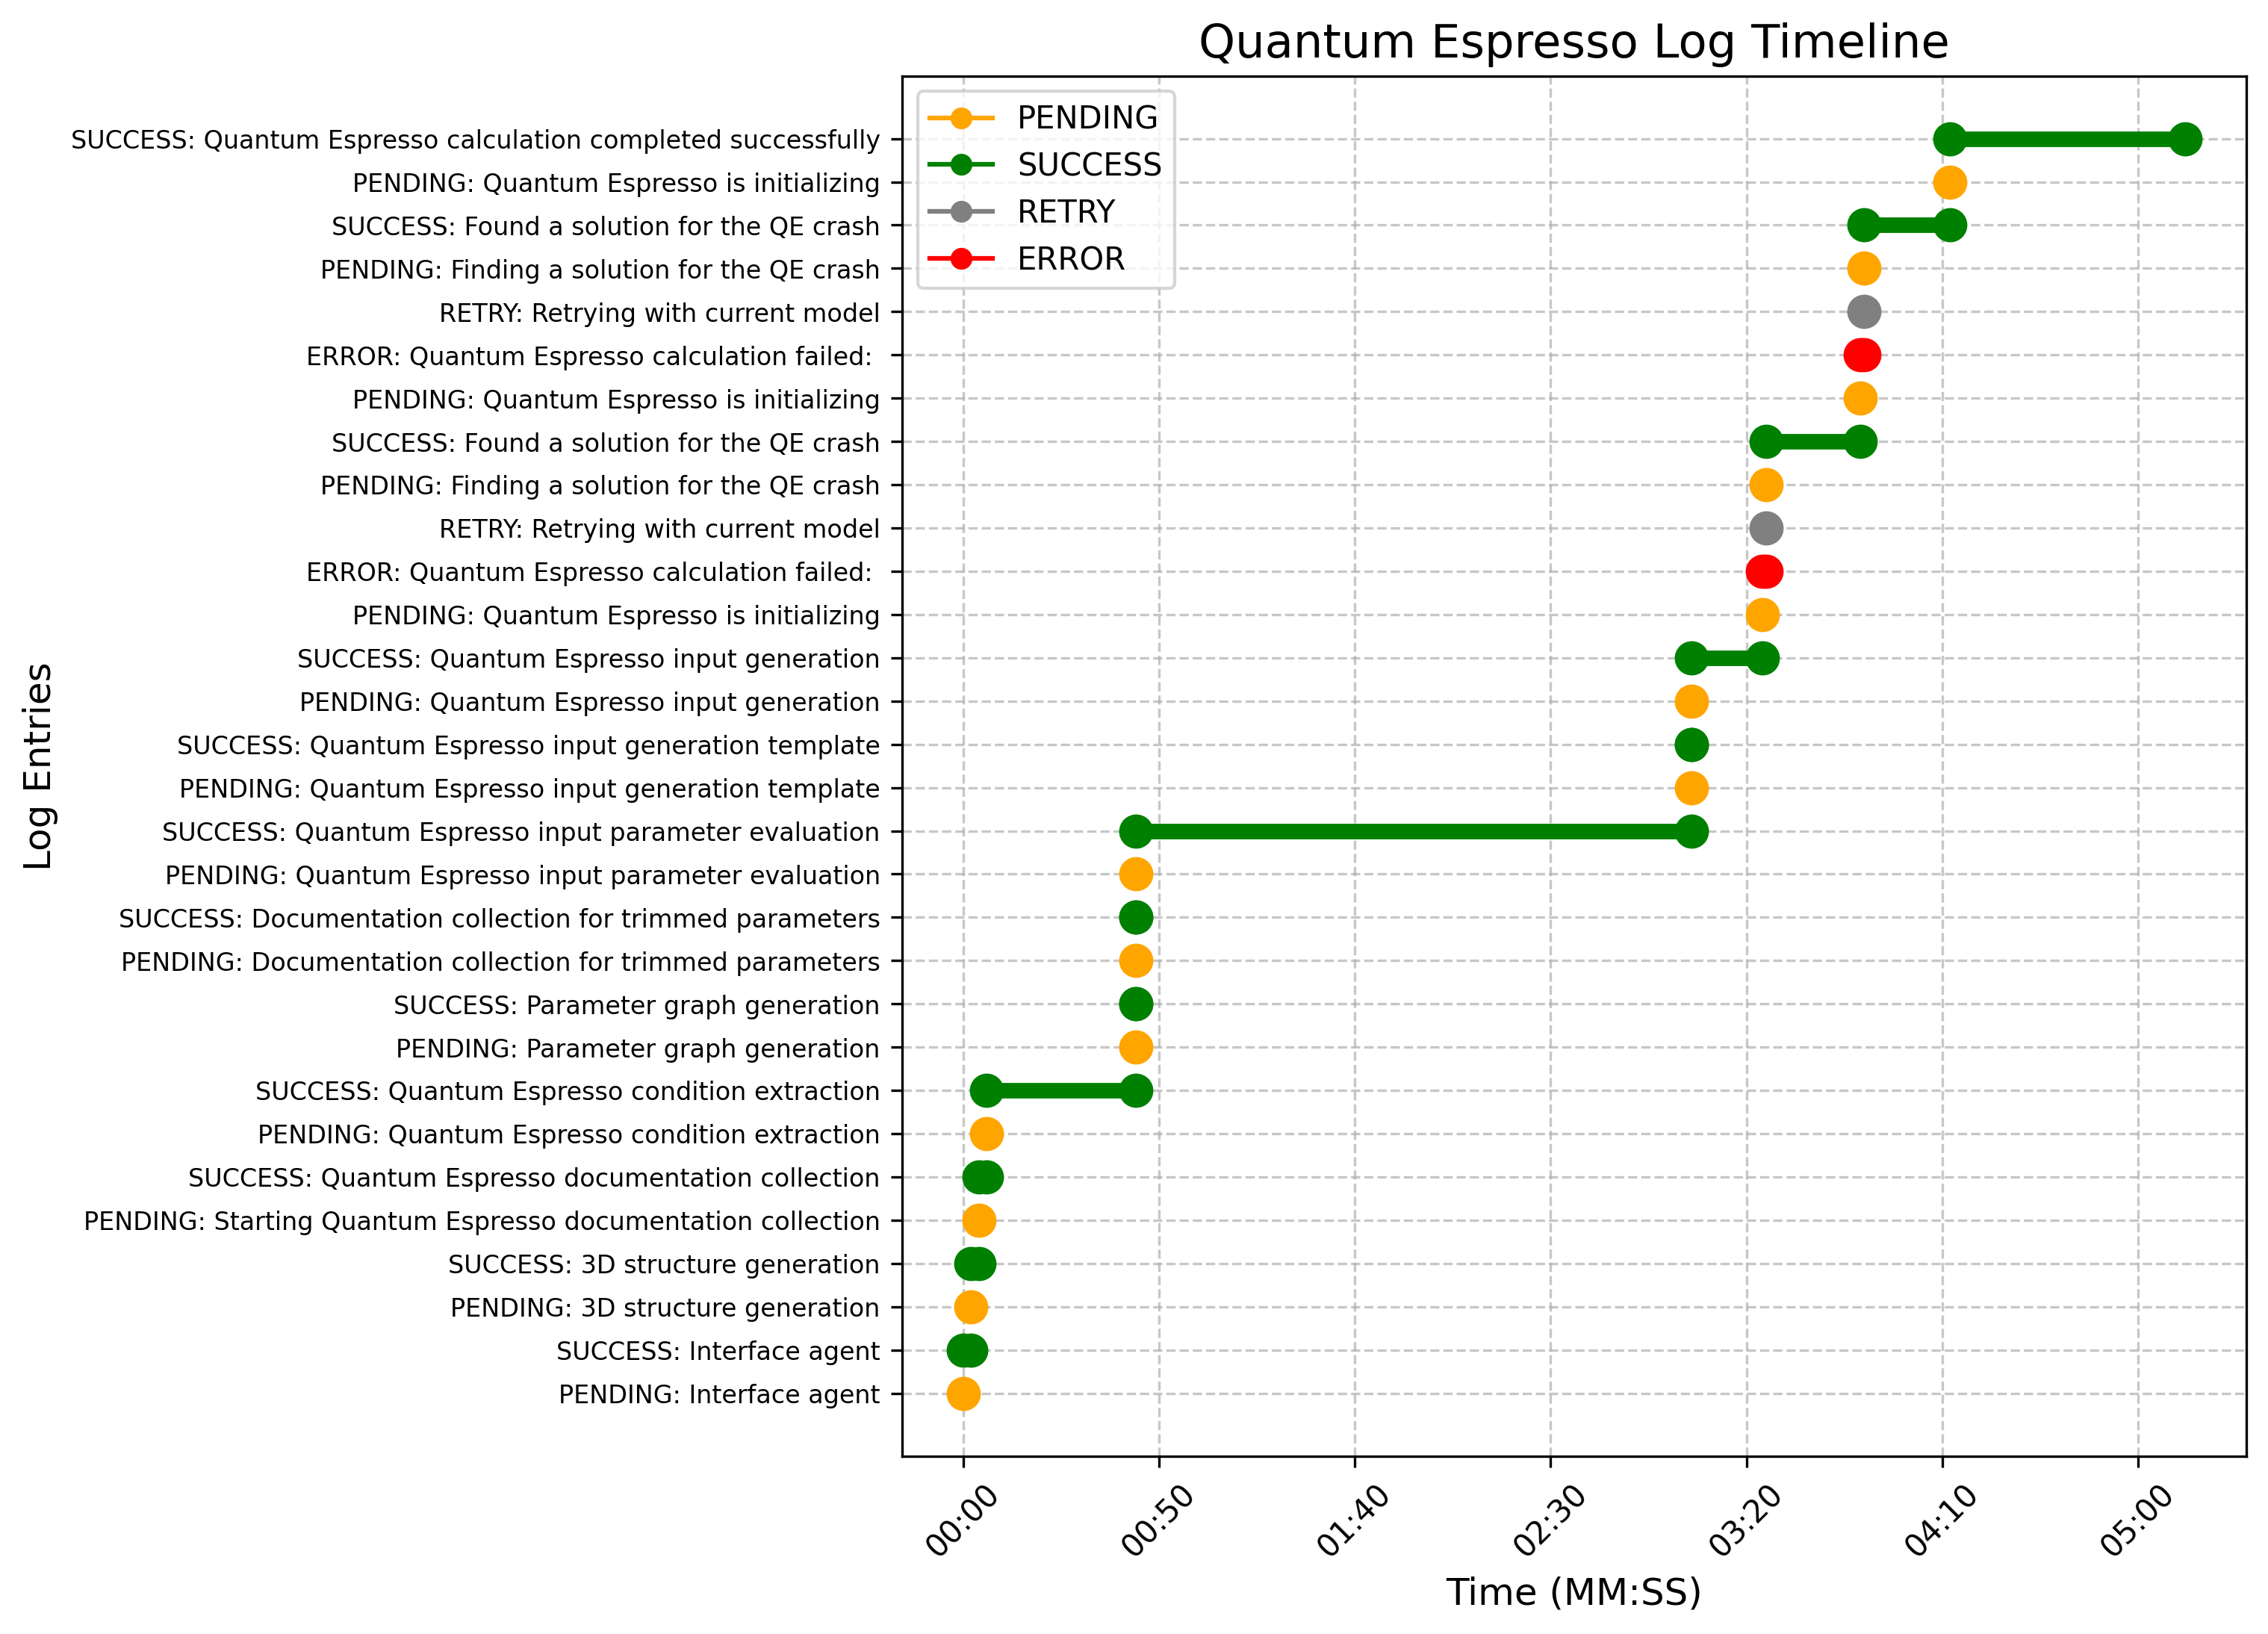 Quantum Espresso Log Timeline
PENDING
SUCCESS
RETRY
ERROR
SUCCESS: Quantum Espresso calculation completed successfully
PENDING: Quantum Espresso is initializing
SUCCESS: Found a solution for the QE crash
PENDING: Finding a solution for the QE crash
RETRY: Retrying with current model
ERROR: Quantum Espresso calculation failed:
PENDING: Quantum Espresso is initializing
SUCCESS: Found a solution for the QE crash
PENDING: Finding a solution for the QE crash
RETRY: Retrying with current model
ERROR: Quantum Espresso calculation failed:
PENDING: Quantum Espresso is initializing
SUCCESS: Quantum Espresso input generation
PENDING: Quantum Espresso input generation
SUCCESS: Quantum Espresso input generation template
PENDING: Quantum Espresso input generation template
SUCCESS: Quantum Espresso input parameter evaluation
PENDING: Quantum Espresso input parameter evaluation
SUCCESS: Documentation collection for trimmed parameters
PENDING: Documentation collection for trimmed parameters
SUCCESS: Parameter graph generation
PENDING: Parameter graph generation
SUCCESS: Quantum Espresso condition extraction
PENDING: Quantum Espresso condition extraction
SUCCESS: Quantum Espresso documentation collection
PENDING: Starting Quantum Espresso documentation collection
SUCCESS: 3D structure generation
PENDING: 3D structure generation
SUCCESS: Interface agent
PENDING: Interface agent
Log Entries
00:00
00:50
01:40
02:30
03:20
04:10
05:00
Time (MM:SS)